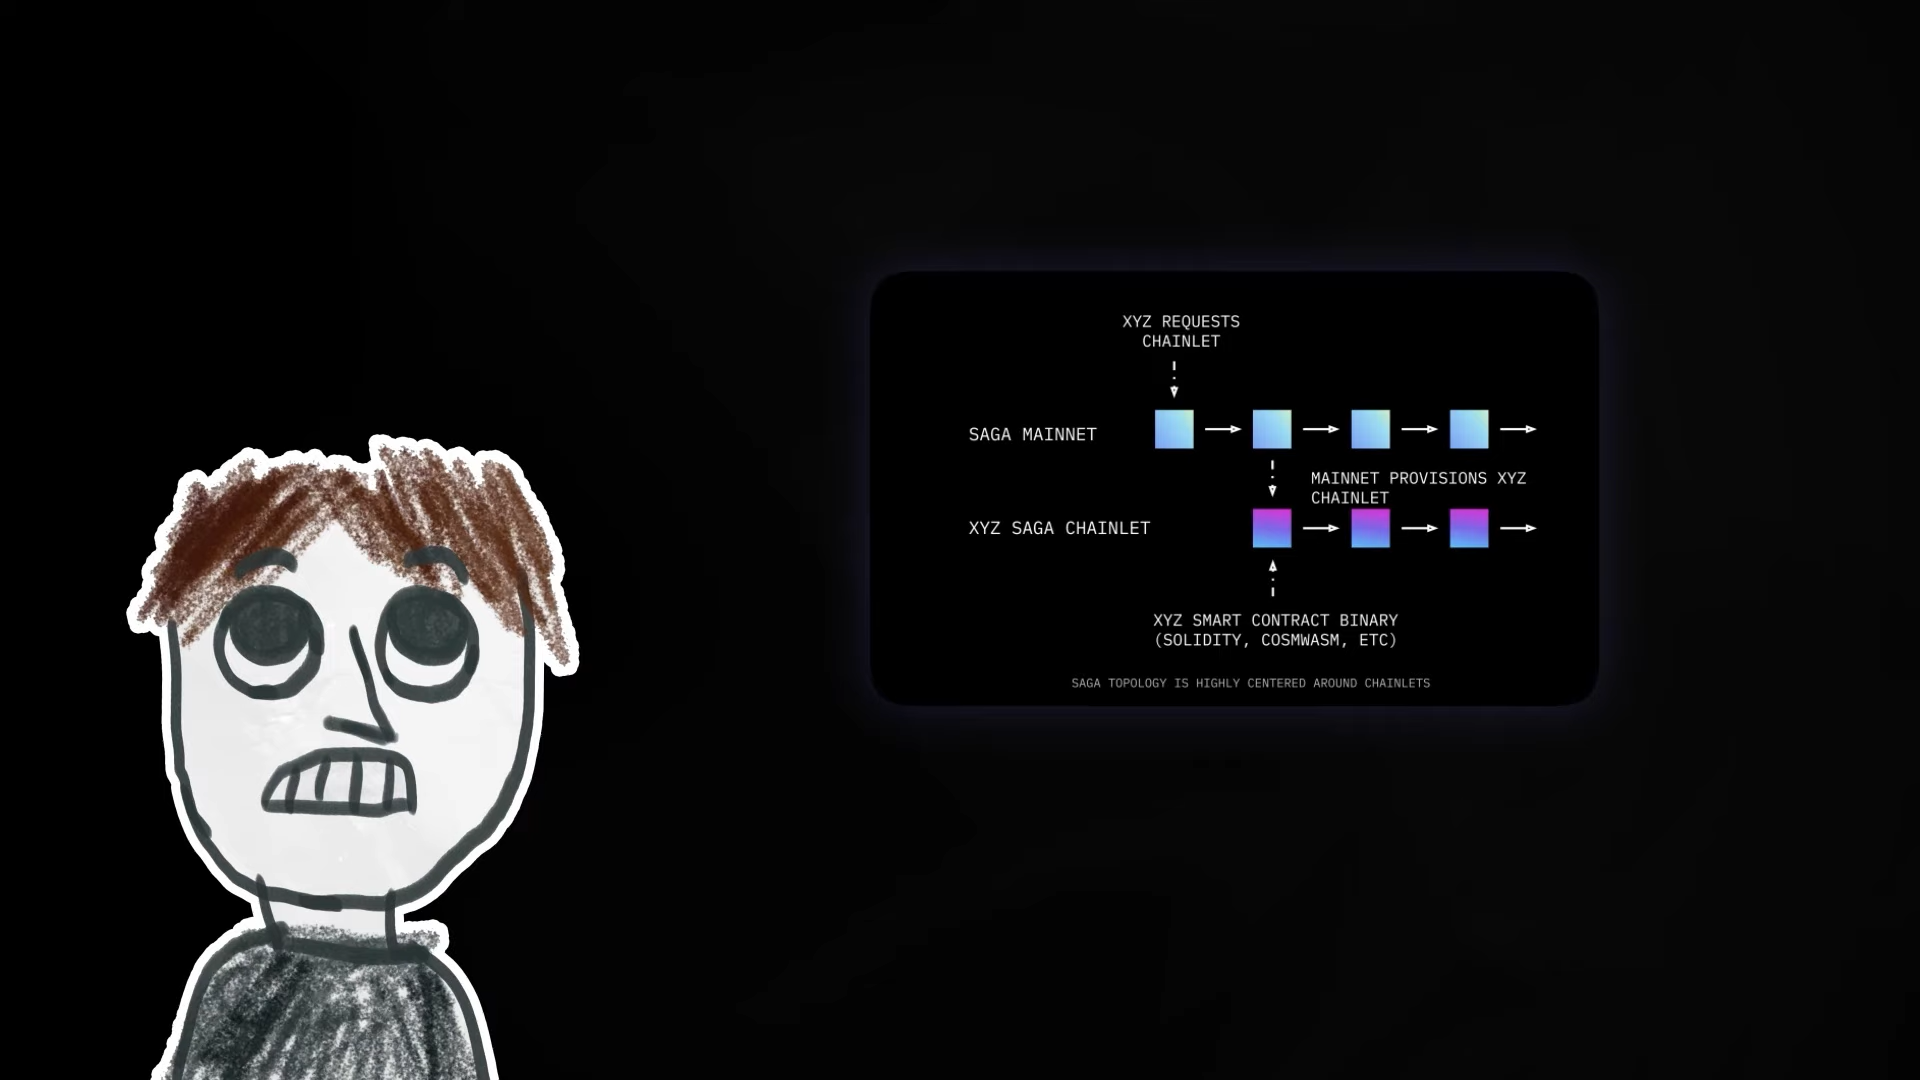 XYZ REQUESTS
CHAINLET
SAGA MAINNET
MAINNET PROVISIONS XYZ
CHAINLET
XYZ SAGA CHAINLET
XYZ SMART CONTRACT BINARY
(SOLIDITY, COSMWASM, ETC)
SAGA TOPOLOGY IS HIGHLY CENTERED AROUND CHAINLETS